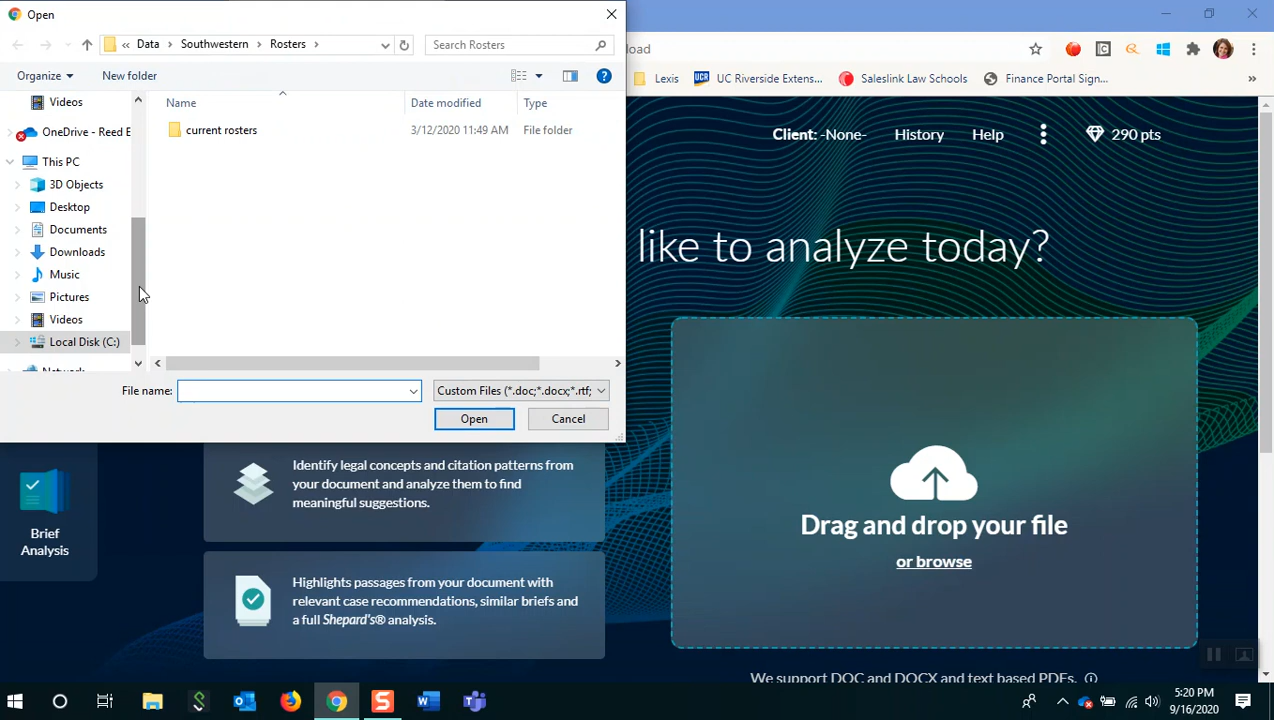 Open
« Data > Southwestern > Rosters >
Search Rosters
load
Organize
New folder
Lexis
UC Riverside Extens...
Saleslink Law Schools
Finance Portal Sign...
»
Name
Date modified
Type
Videos
current rosters
3/12/2020 11:49 AM
File folder
OneDrive - Reed E
This PC
3D Objects
Desktop
Documents
Downloads
Music
Pictures
Videos
Local Disk (C:)
Network
File name:
Custom Files (*.doc;*.docx;*.rtf;
Open
Cancel
Client: -None-
History
Help
290 pts
like to analyze today?
Brief
Analysis
Identify legal concepts and citation patterns from
your document and analyze them to find
meaningful suggestions.
Highlights passages from your document with
relevant case recommendations, similar briefs and
a full Shepard's® analysis.
Drag and drop your file
or browse
We support DOC and DOCX and text based PDFs.
5:20 PM
9/16/2020